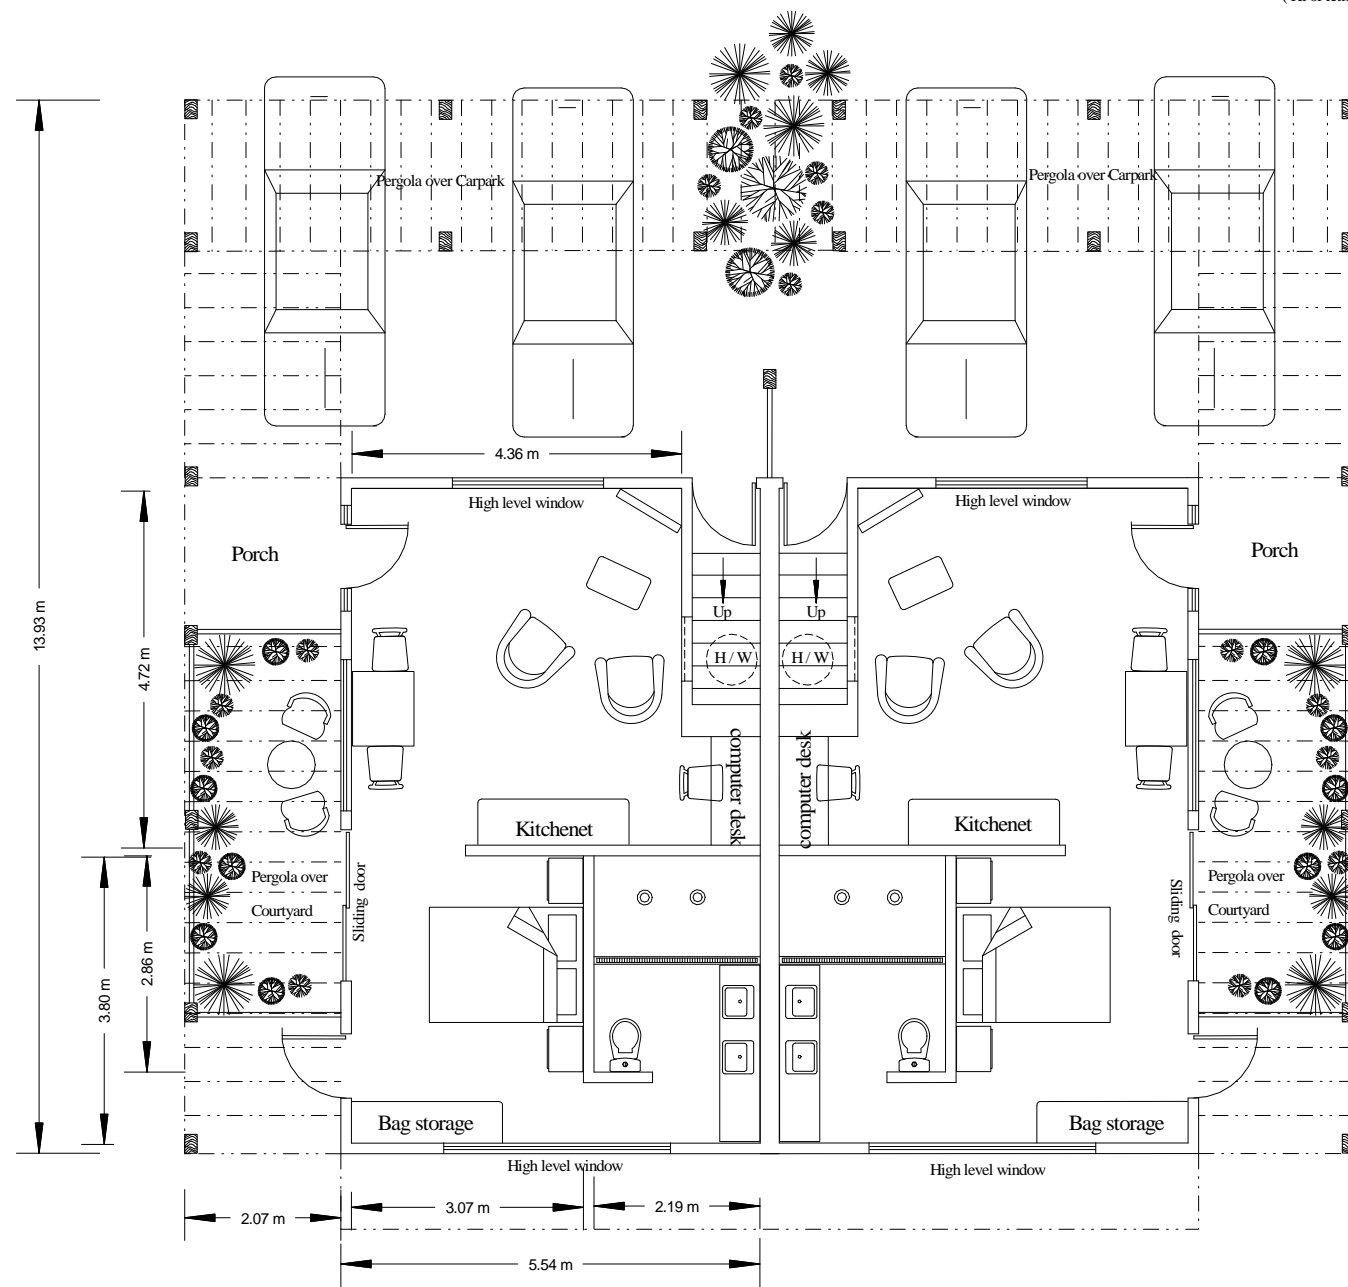 Pergola over Carpark
Pergola over Carpark
4.36 m
High level window
High level window
Porch
Porch
13.93 m
4.72 m
Up
Up
H / W
H / W
computer desk
computer desk
Kitchenet
Kitchenet
Pergola over
Courtyard
Sliding door
Sliding door
Pergola over
Courtyard
2.86 m
3.80 m
Bag storage
Bag storage
High level window
High level window
3.07 m
2.19 m
2.07 m
5.54 m